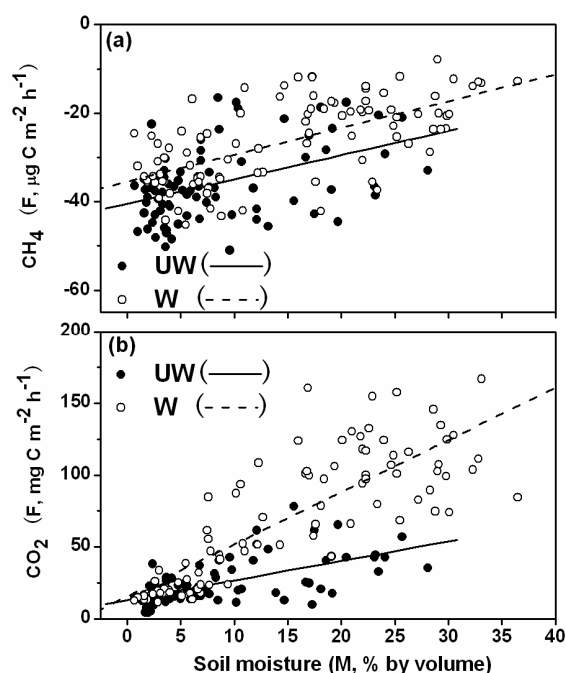 (a)
0
-20
-40
-60
CH4 (F, µg C m-2 h-1)
UW (———)
W (- - - -)
(b)
200
150
100
50
0
CO2 (F, mg C m-2 h-1)
UW (———)
W (- - - -)
0 5 10 15 20 25 30 35 40
Soil moisture (M, % by volume)